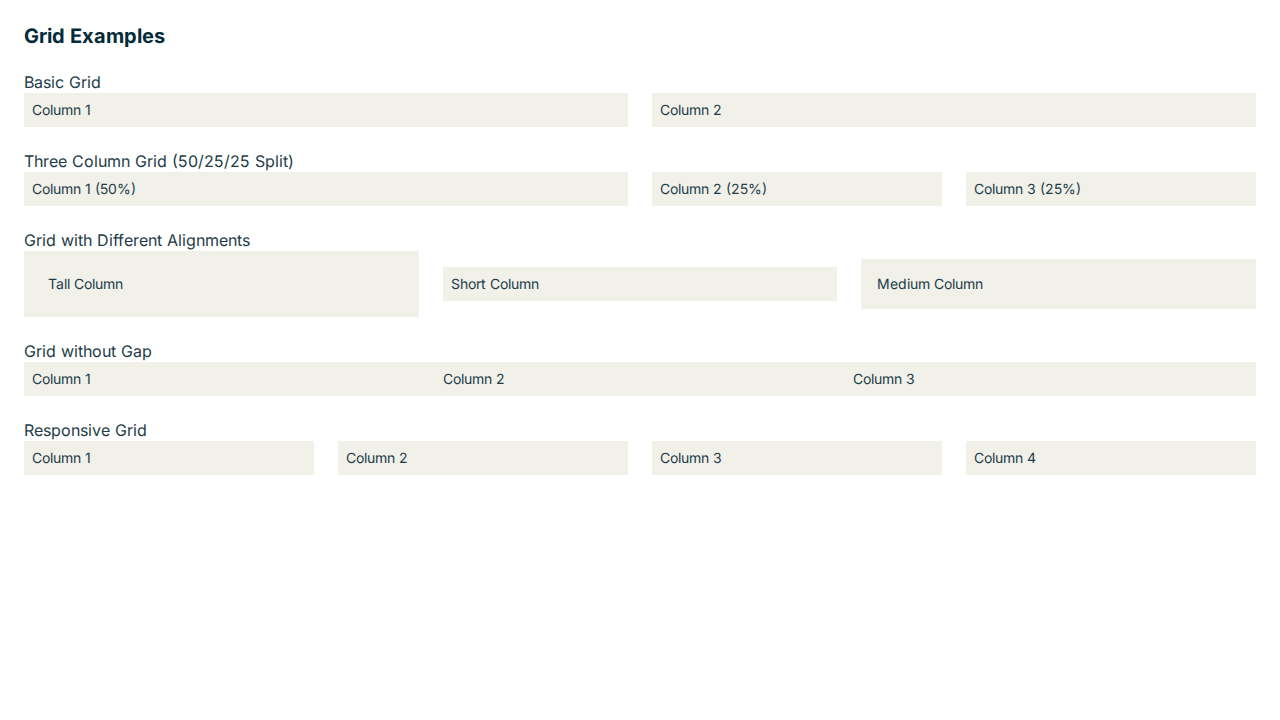 Grid Examples
Basic Grid
Column 1
Column 2
Three Column Grid (50/25/25 Split)
Column 1 (50%)
Column 2 (25%)
Column 3 (25%)
Grid with Different Alignments
Tall Column
Short Column
Medium Column
Grid without Gap
Column 1
Column 2
Column 3
Responsive Grid
Column 1
Column 2
Column 3
Column 4